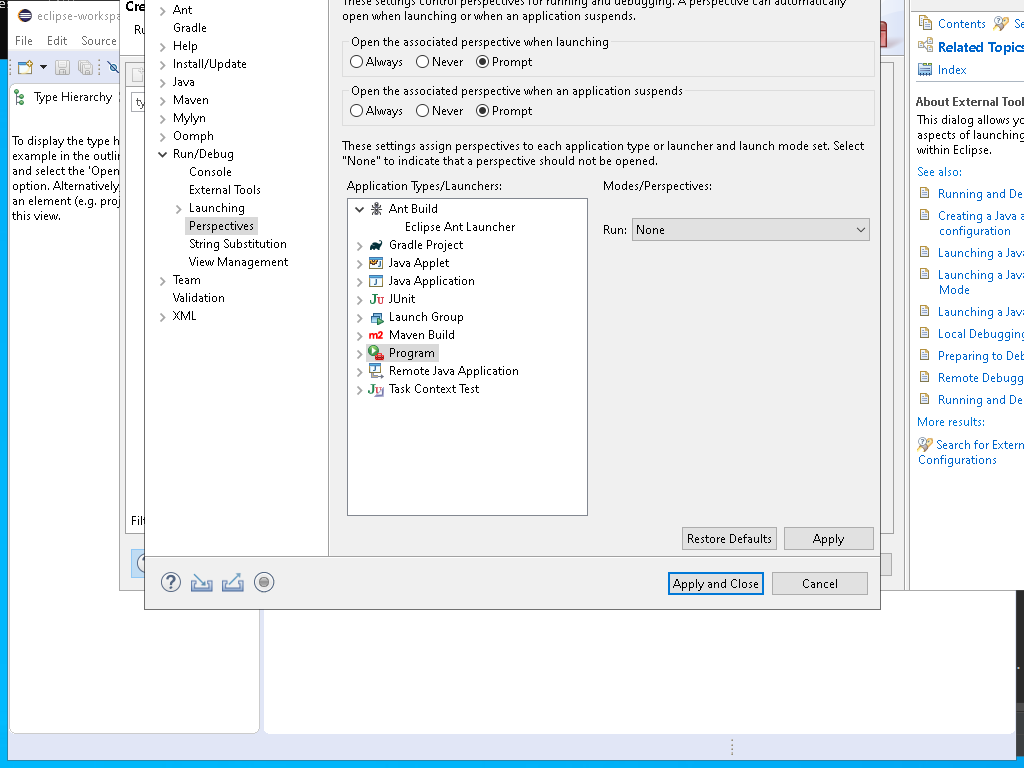 eclipse-workspa
File Edit Source
Type Hierarchy
To display the type h
example in the outlin
and select the 'Open
option. Alternatively
an element (e.g. proj
this view.
Cre
Ru
ty
Filt
Ant
Gradle
Help
Install/Update
Java
Maven
Mylyn
Oomph
Run/Debug
Console
External Tools
Launching
Perspectives
String Substitution
View Management
Team
Validation
XML
These settings control perspectives for running and debugging. A perspective can automatically
open when launching or when an application suspends.
Open the associated perspective when launching
Always Never Prompt
Open the associated perspective when an application suspends
Always Never Prompt
These settings assign perspectives to each application type or launcher and launch mode set. Select
"None" to indicate that a perspective should not be opened.
Application Types/Launchers:
Modes/Perspectives:
Ant Build
Eclipse Ant Launcher
Gradle Project
Java Applet
Java Application
JUnit
Launch Group
Maven Build
Program
Remote Java Application
Task Context Test
Run: None
Restore Defaults
Apply
Apply and Close
Cancel
Contents Se
Related Topics
Index
About External Tool
This dialog allows yo
aspects of launching
within Eclipse.
See also:
Running and De
Creating a Java a
configuration
Launching a Java
Launching a Java
Mode
Launching a Java
Local Debugging
Preparing to Deb
Remote Debugg
Running and De
More results:
Search for Extern
Configurations